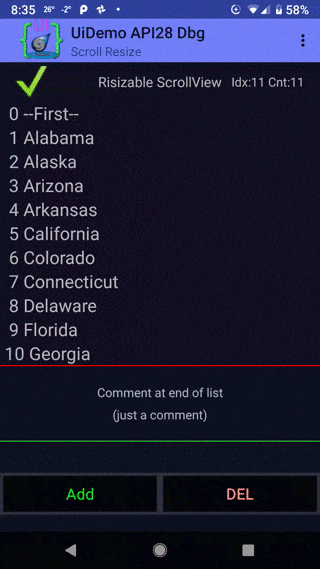 8:35 26° -2° 58%
UiDemo API28 Dbg
Scroll Resize
Risizable ScrollView Idx:11 Cnt:11
0 --First--
1 Alabama
2 Alaska
3 Arizona
4 Arkansas
5 California
6 Colorado
7 Connecticut
8 Delaware
9 Florida
10 Georgia
Comment at end of list
(just a comment)
Add DEL